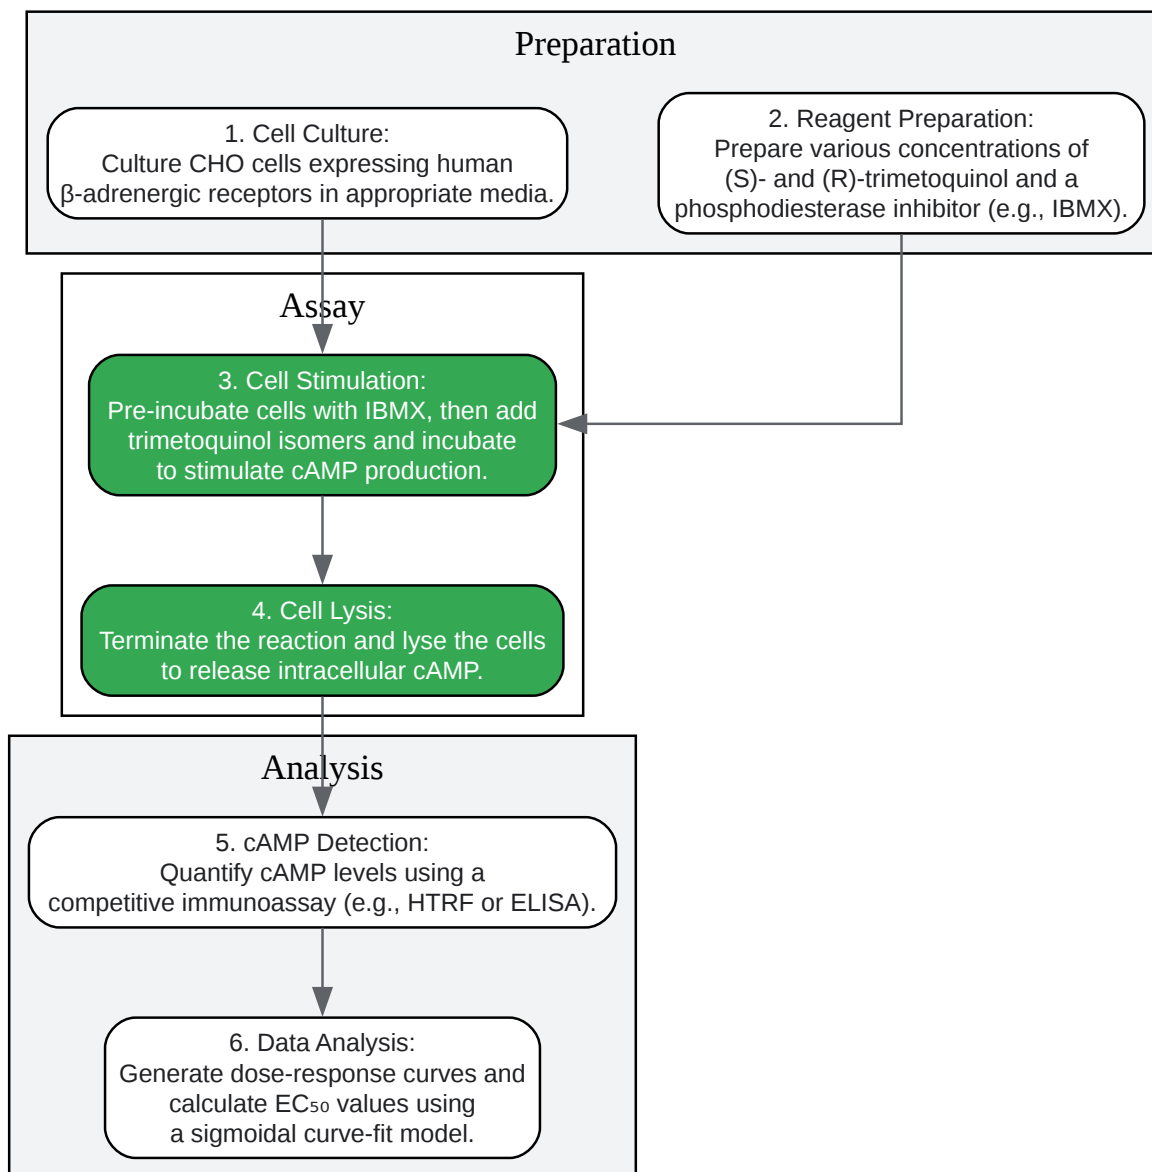 Preparation
1. Cell Culture:
Culture CHO cells expressing human
β-adrenergic receptors in appropriate media.
2. Reagent Preparation:
Prepare various concentrations of
(S)- and (R)-trimetoquinol and a
phosphodiesterase inhibitor (e.g., IBMX).
Assay
3. Cell Stimulation:
Pre-incubate cells with IBMX, then add
trimetoquinol isomers and incubate
to stimulate cAMP production.
4. Cell Lysis:
Terminate the reaction and lyse the cells
to release intracellular cAMP.
Analysis
5. cAMP Detection:
Quantify cAMP levels using a
competitive immunoassay (e.g., HTRF or ELISA).
6. Data Analysis:
Generate dose-response curves and
calculate EC₅₀ values using
a sigmoidal curve-fit model.